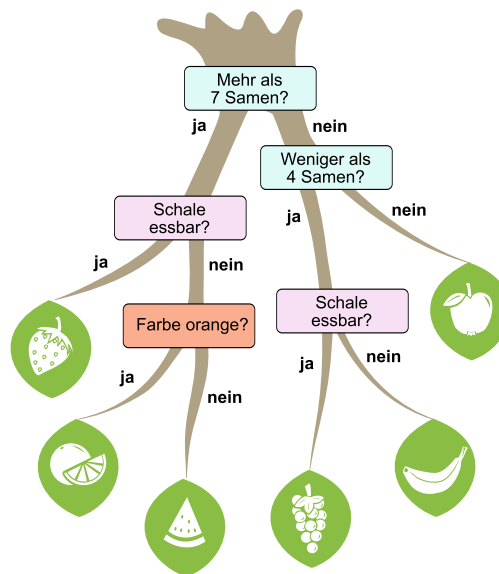 Mehr als
7 Samen?
ja
nein
Weniger als
4 Samen?
Schale
essbar?
ja
nein
ja
nein
Farbe orange?
Schale
essbar?
ja
nein
ja
nein